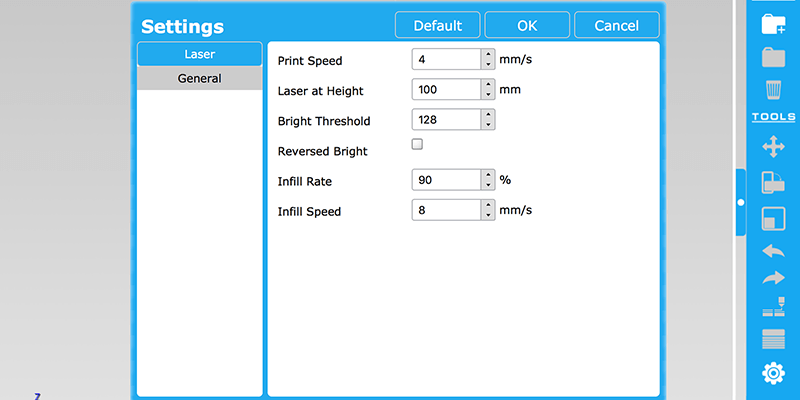 Settings
Default
OK
Cancel
Laser
General
Print Speed 4 mm/s
Laser at Height 100 mm
Bright Threshold 128
Reversed Bright
Infill Rate 90 %
Infill Speed 8 mm/s
TOOLS
z